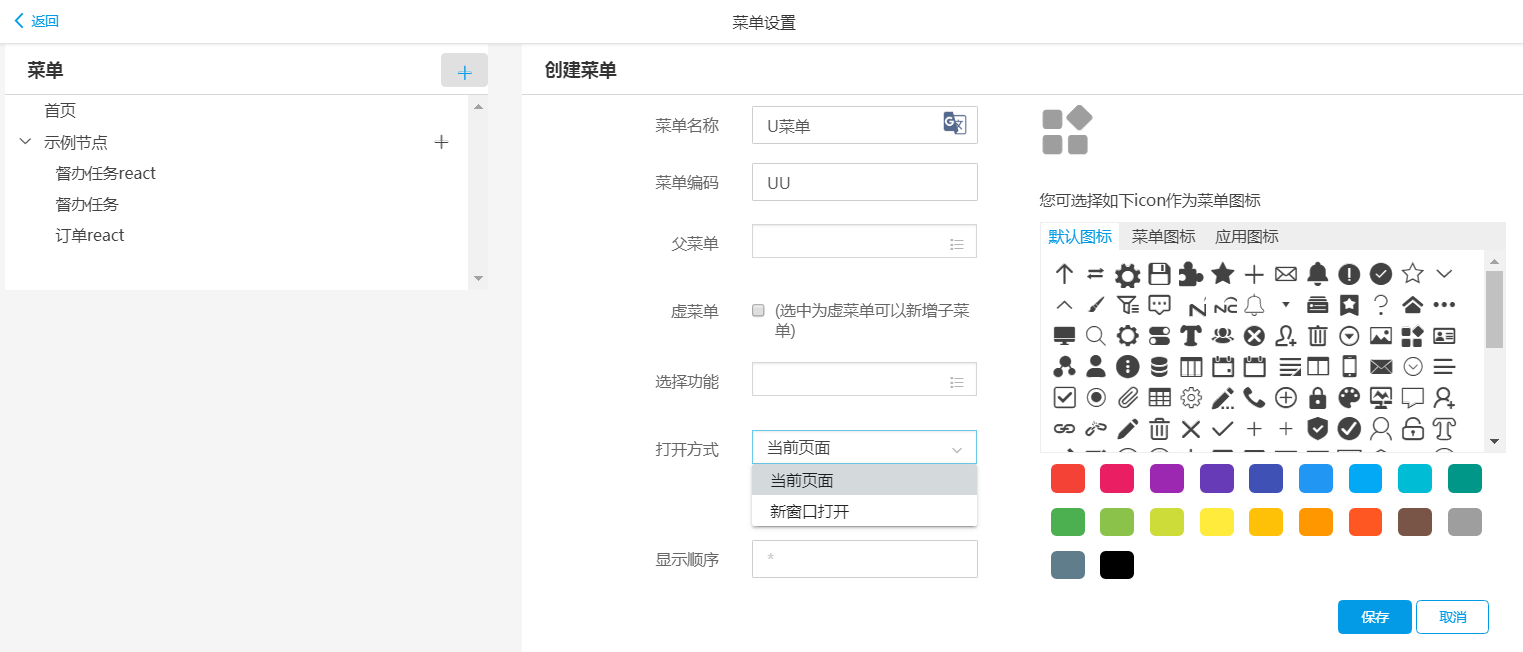 返回
菜单设置
菜单
首页
示例节点
督办任务react
督办任务
订单react
创建菜单
菜单名称
U菜单
菜单编码
UU
父菜单
虚菜单
(选中为虚菜单可以新增子菜
单)
选择功能
打开方式
当前页面
当前页面
新窗口打开
显示顺序
*
您可选择如下icon作为菜单图标
默认图标
菜单图标
应用图标
保存
取消